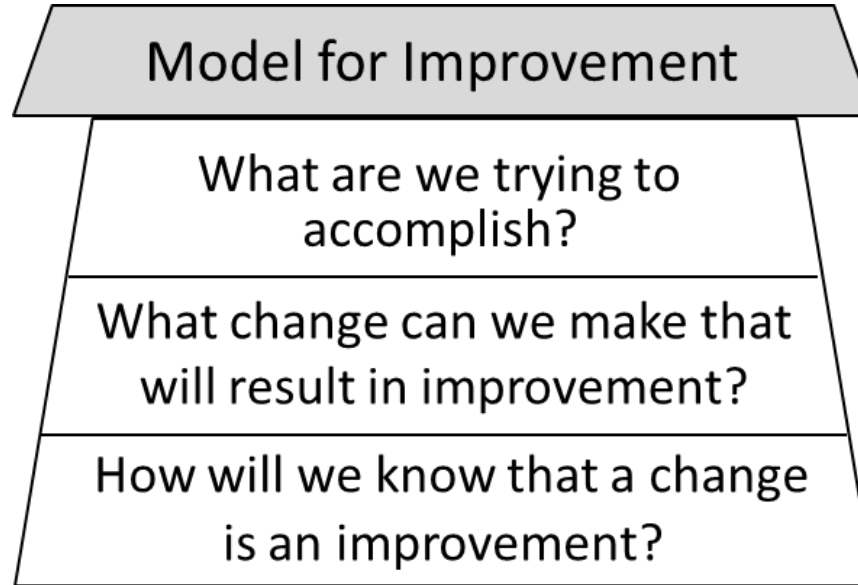 Model for Improvement
What are we trying to
accomplish?
What change can we make that
will result in improvement?
How will we know that a change
is an improvement?